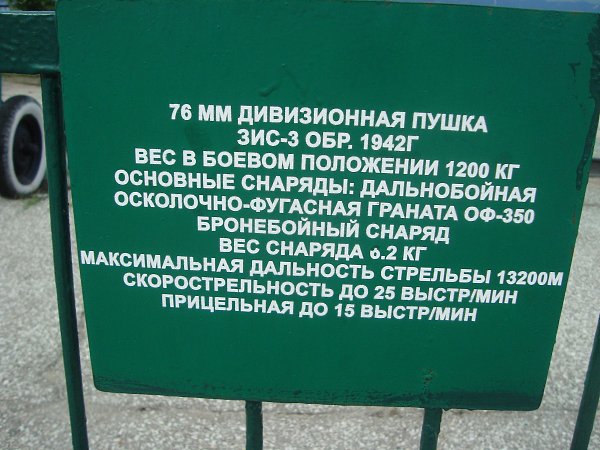 76 ММ ДИВИЗИОННАЯ ПУШКА
ЗИС-3 ОБР. 1942Г
ВЕС В БОЕВОМ ПОЛОЖЕНИИ 1200 КГ
ОСНОВНЫЕ СНАРЯДЫ: ДАЛЬНОБОЙНАЯ
ОСКОЛОЧНО-ФУГАСНАЯ ГРАНАТА ОФ-350
БРОНЕБОЙНЫЙ СНАРЯД
ВЕС СНАРЯДА 6.2 КГ
МАКСИМАЛЬНАЯ ДАЛЬНОСТЬ СТРЕЛЬБЫ 13200М
СКОРОСТРЕЛЬНОСТЬ ДО 25 ВЫСТР/МИН
ПРИЦЕЛЬНАЯ ДО 15 ВЫСТР/МИН